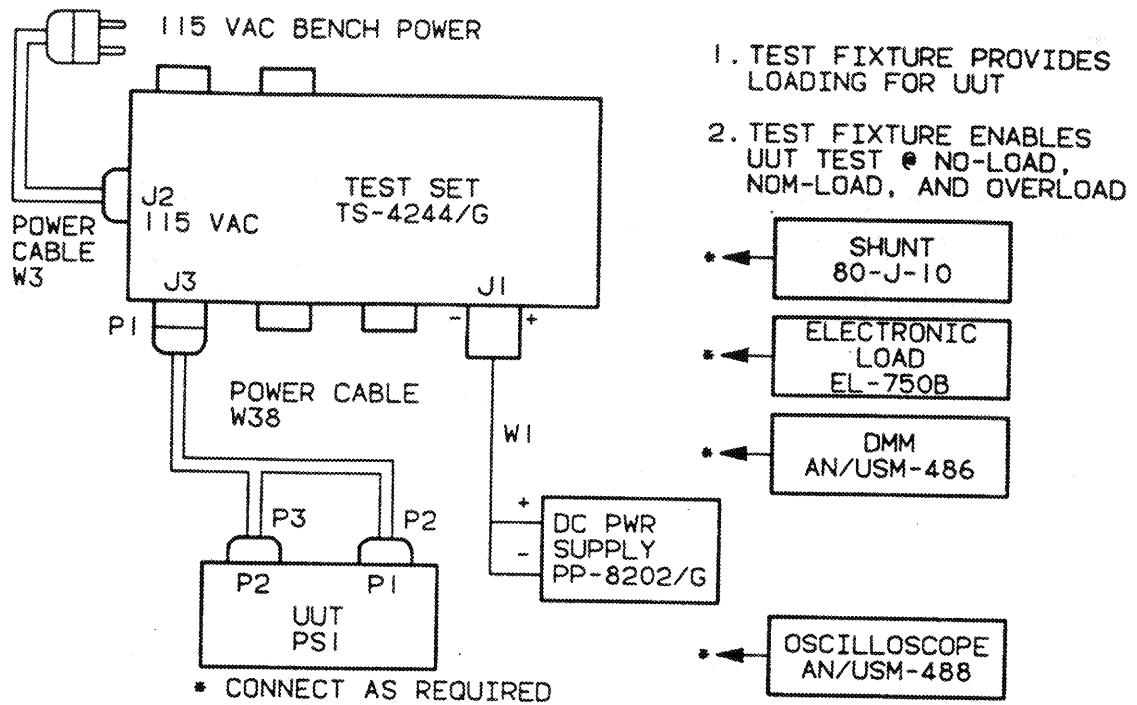 115 VAC BENCH POWER
1. TEST FIXTURE PROVIDES
LOADING FOR UUT
2. TEST FIXTURE ENABLES
UUT TEST @ NO-LOAD,
NOM-LOAD, AND OVERLOAD
J2
115 VAC
TEST SET
TS-4244/G
POWER
CABLE
W3
J3
J1
P1
- +
POWER CABLE
W38
W1
P3
P2
P2
P1
UUT
PS1
+
-
DC PWR
SUPPLY
PP-8202/G
* SHUNT
80-J-10
* ELECTRONIC
LOAD
EL-750B
* DMM
AN/USM-486
* OSCILLOSCOPE
AN/USM-488
* CONNECT AS REQUIRED